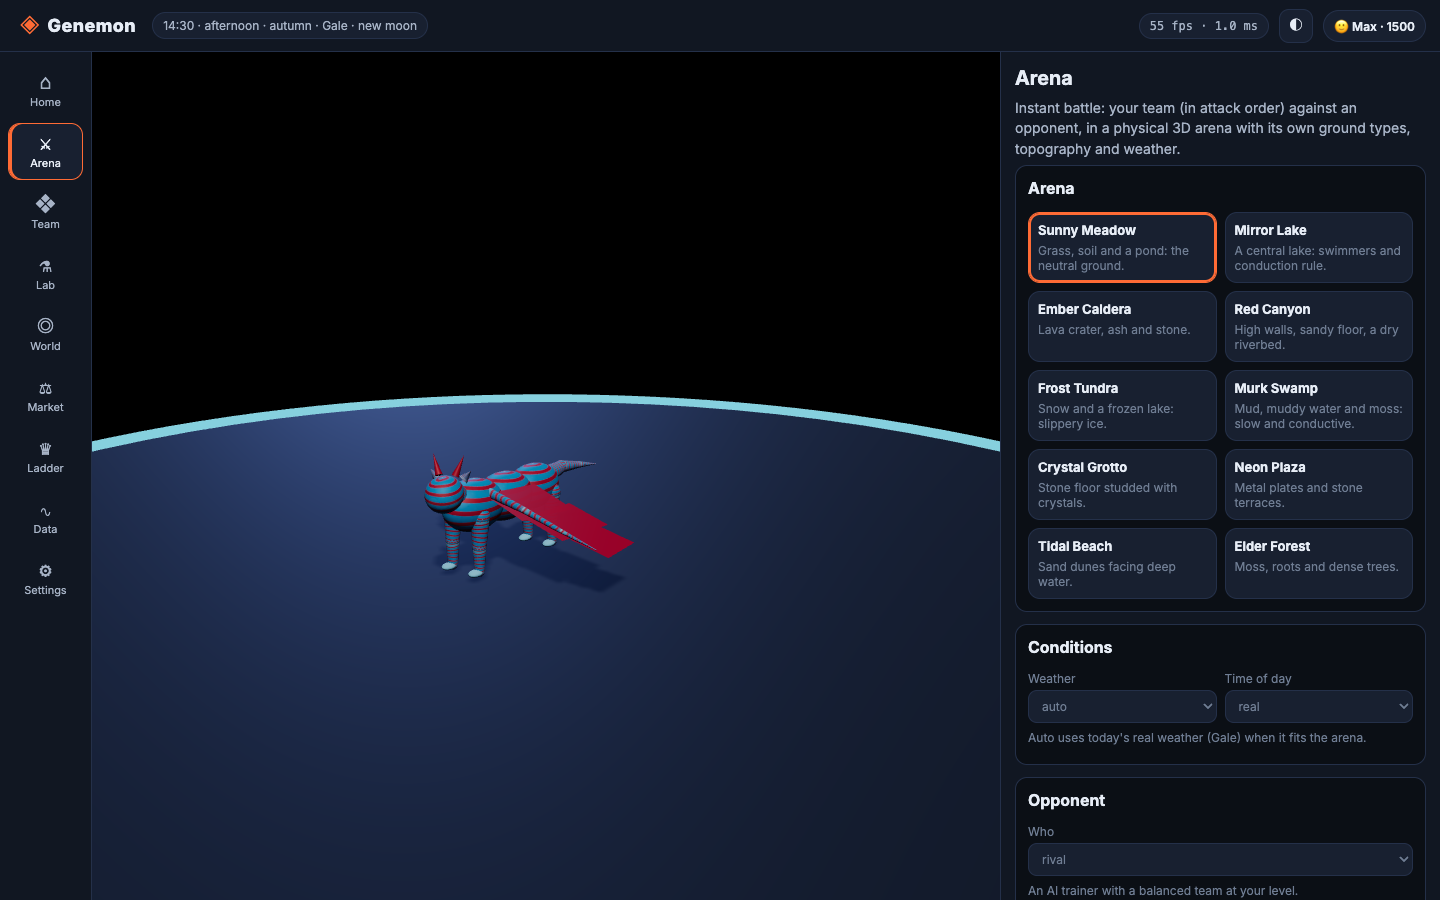 Genemon
14:30 · afternoon · autumn · Gale · new moon
55 fps · 1.0 ms
Max · 1500
Home
Arena
Team
Lab
World
Market
Ladder
Data
Settings
Arena
Instant battle: your team (in attack order) against an
opponent, in a physical 3D arena with its own ground types,
topography and weather.
Arena
Sunny Meadow
Grass, soil and a pond: the
neutral ground.
Mirror Lake
A central lake: swimmers and
conduction rule.
Ember Caldera
Lava crater, ash and stone.
Red Canyon
High walls, sandy floor, a dry
riverbed.
Frost Tundra
Snow and a frozen lake:
slippery ice.
Murk Swamp
Mud, muddy water and moss:
slow and conductive.
Crystal Grotto
Stone floor studded with
crystals.
Neon Plaza
Metal plates and stone
terraces.
Tidal Beach
Sand dunes facing deep
water.
Elder Forest
Moss, roots and dense trees.
Conditions
Weather
Time of day
auto
real
Auto uses today's real weather (Gale) when it fits the arena.
Opponent
Who
rival
An AI trainer with a balanced team at your level.